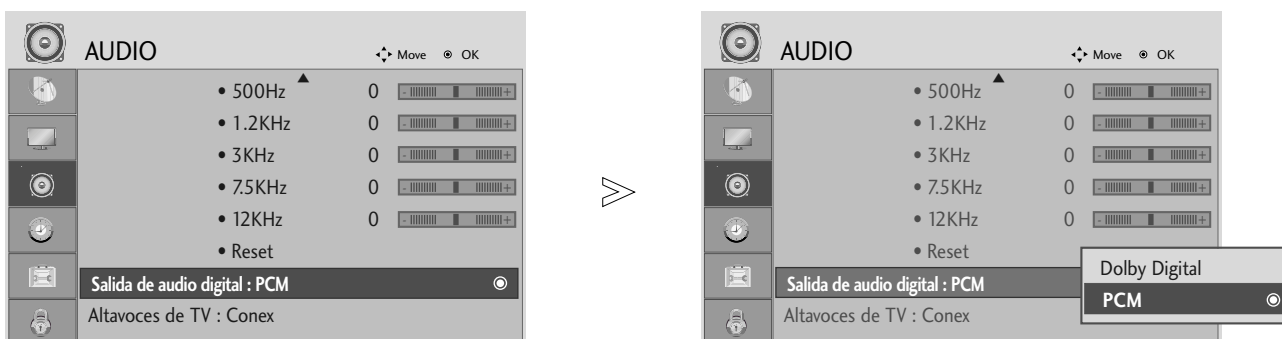 AUDIO Move OK
• 500Hz 0 - +
• 1.2KHz 0 - +
• 3KHz 0 - +
• 7.5KHz 0 - +
• 12KHz 0 - +
• Reset
Salida de audio digital : PCM
Altavoces de TV : Conex
AUDIO Move OK
• 500Hz 0 - +
• 1.2KHz 0 - +
• 3KHz 0 - +
• 7.5KHz 0 - +
• 12KHz 0 - +
• Reset
Salida de audio digital : PCM
Altavoces de TV : Conex
Dolby Digital
PCM